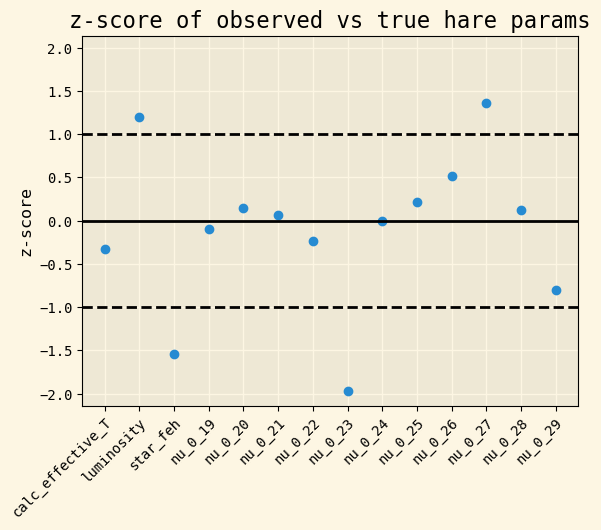 z-score of observed vs true hare params
z-score
2.0
1.5
1.0
0.5
0.0
−0.5
−1.0
−1.5
−2.0
calc_effective_T
luminosity
star_feh
nu_0_19
nu_0_20
nu_0_21
nu_0_22
nu_0_23
nu_0_24
nu_0_25
nu_0_26
nu_0_27
nu_0_28
nu_0_29